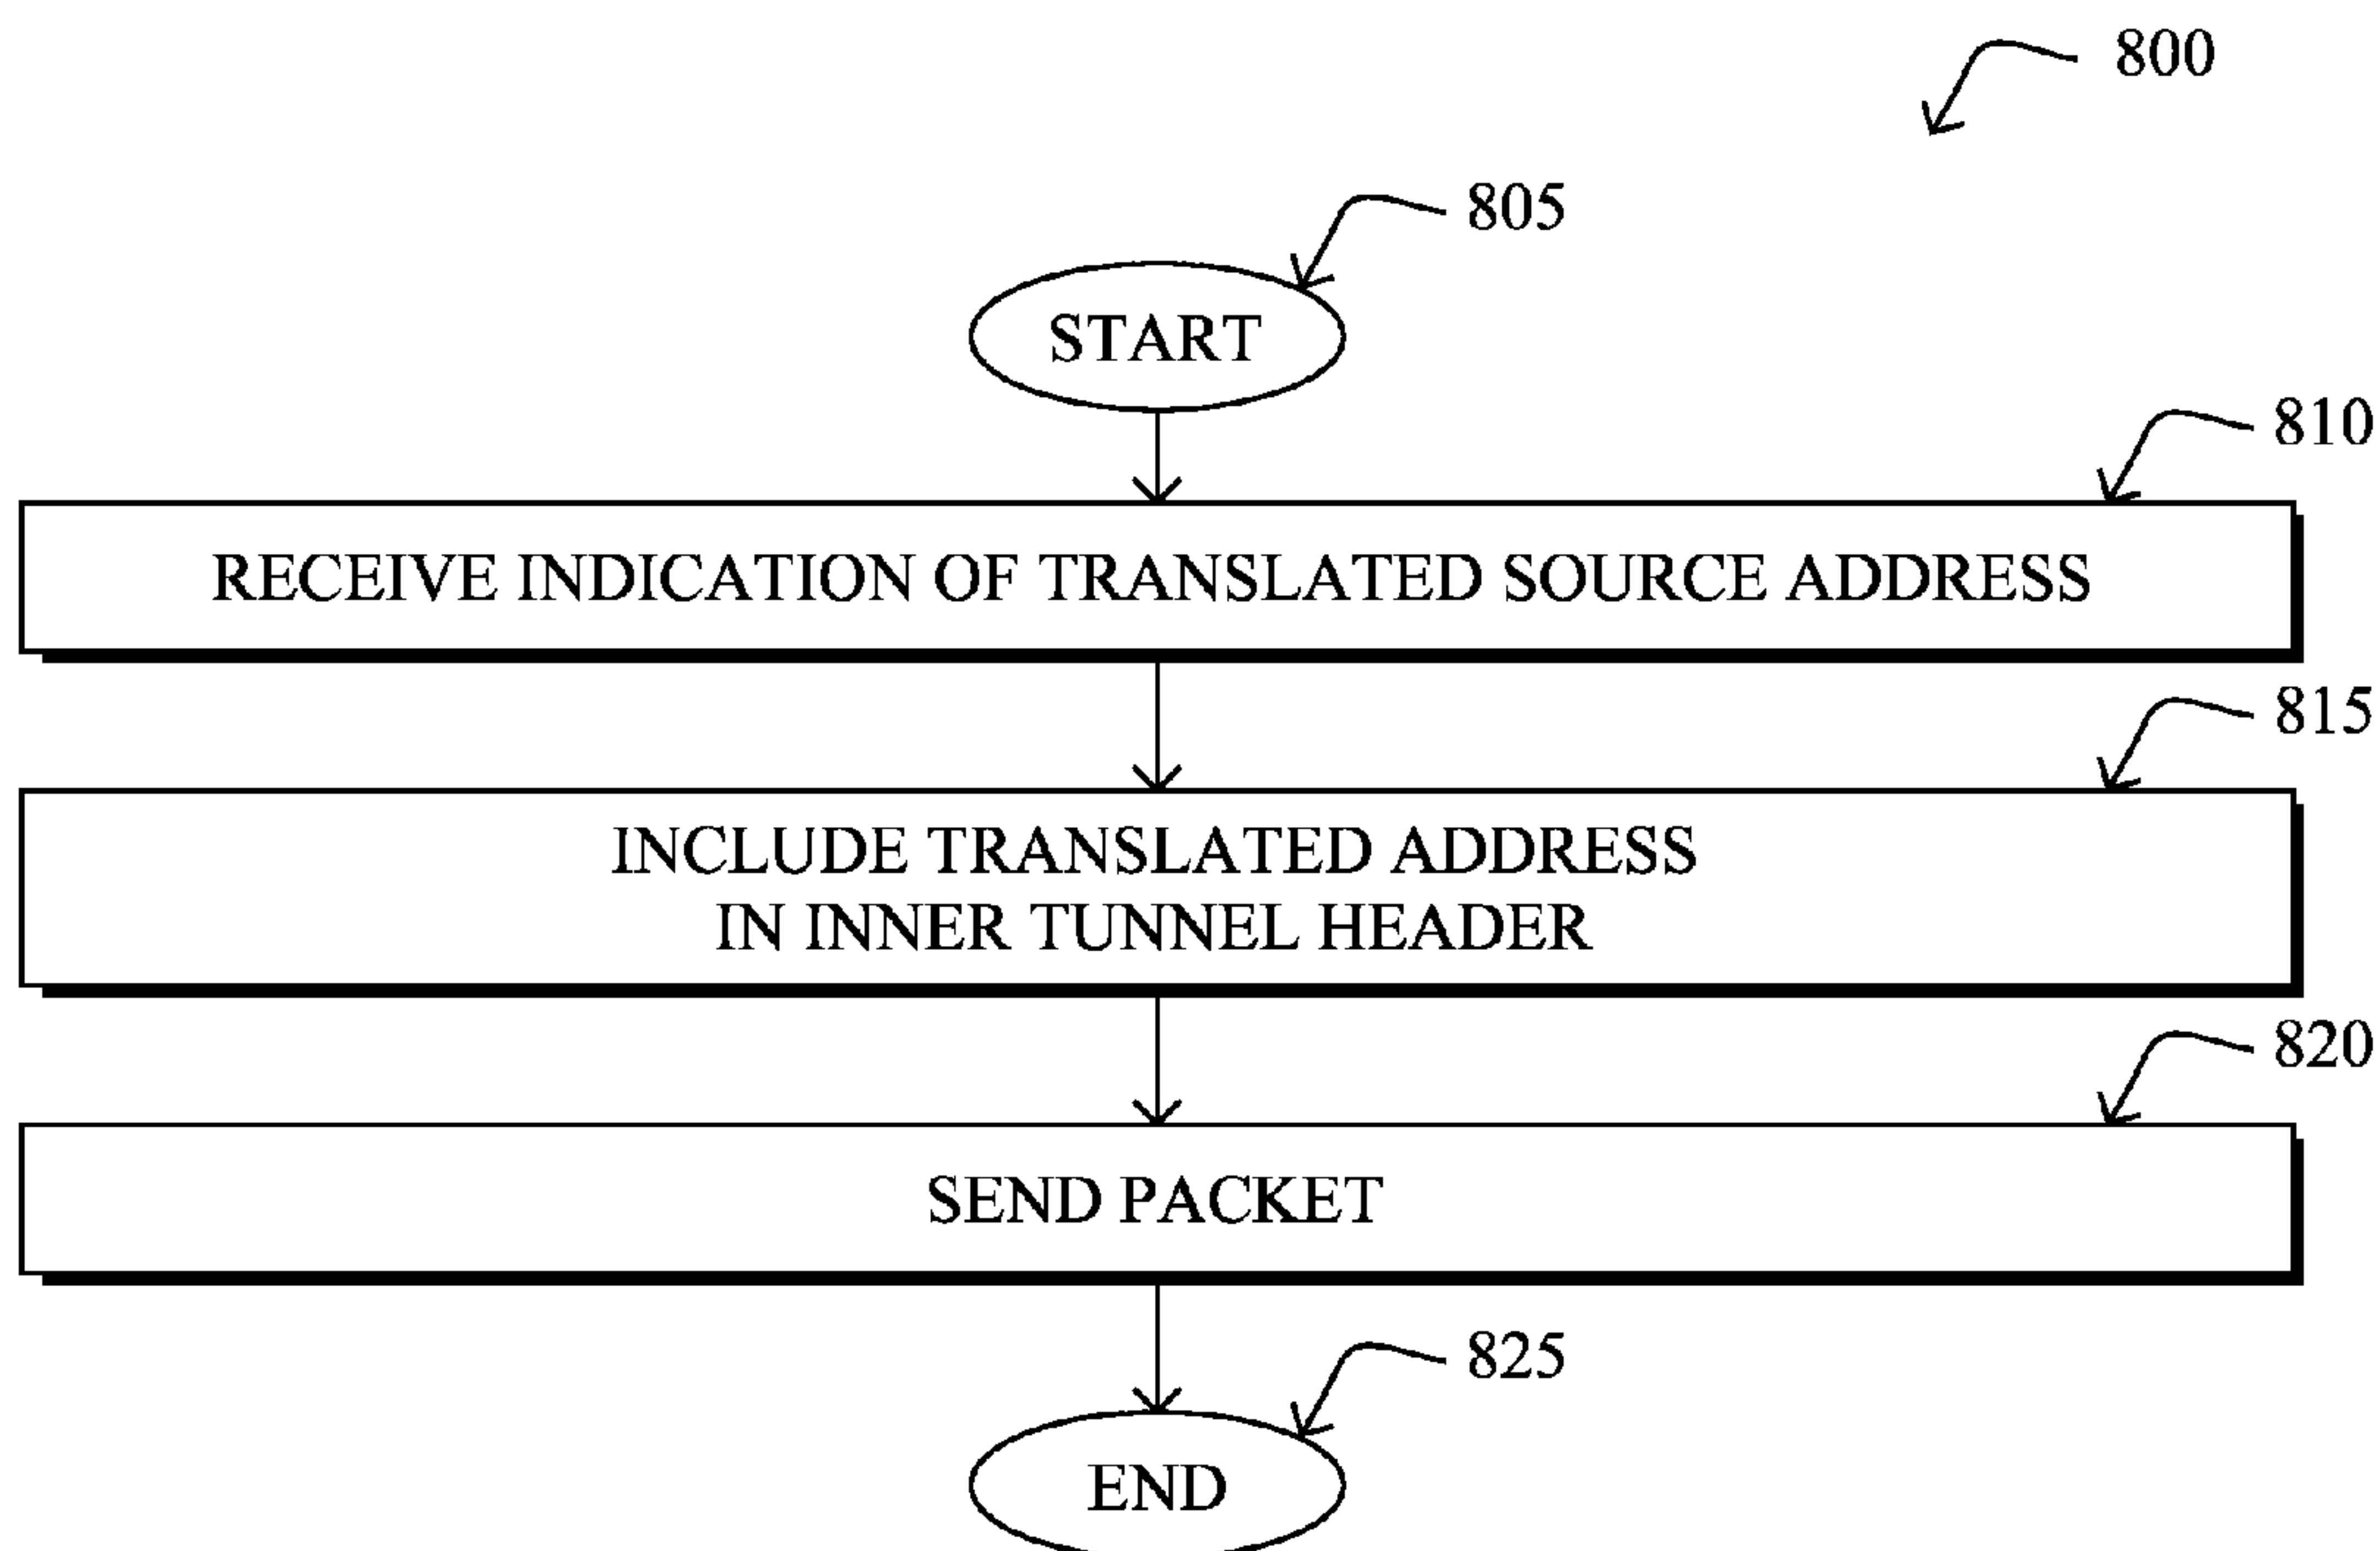 800
805
START
810
RECEIVE INDICATION OF TRANSLATED SOURCE ADDRESS
815
INCLUDE TRANSLATED ADDRESS
IN INNER TUNNEL HEADER
820
SEND PACKET
825
END